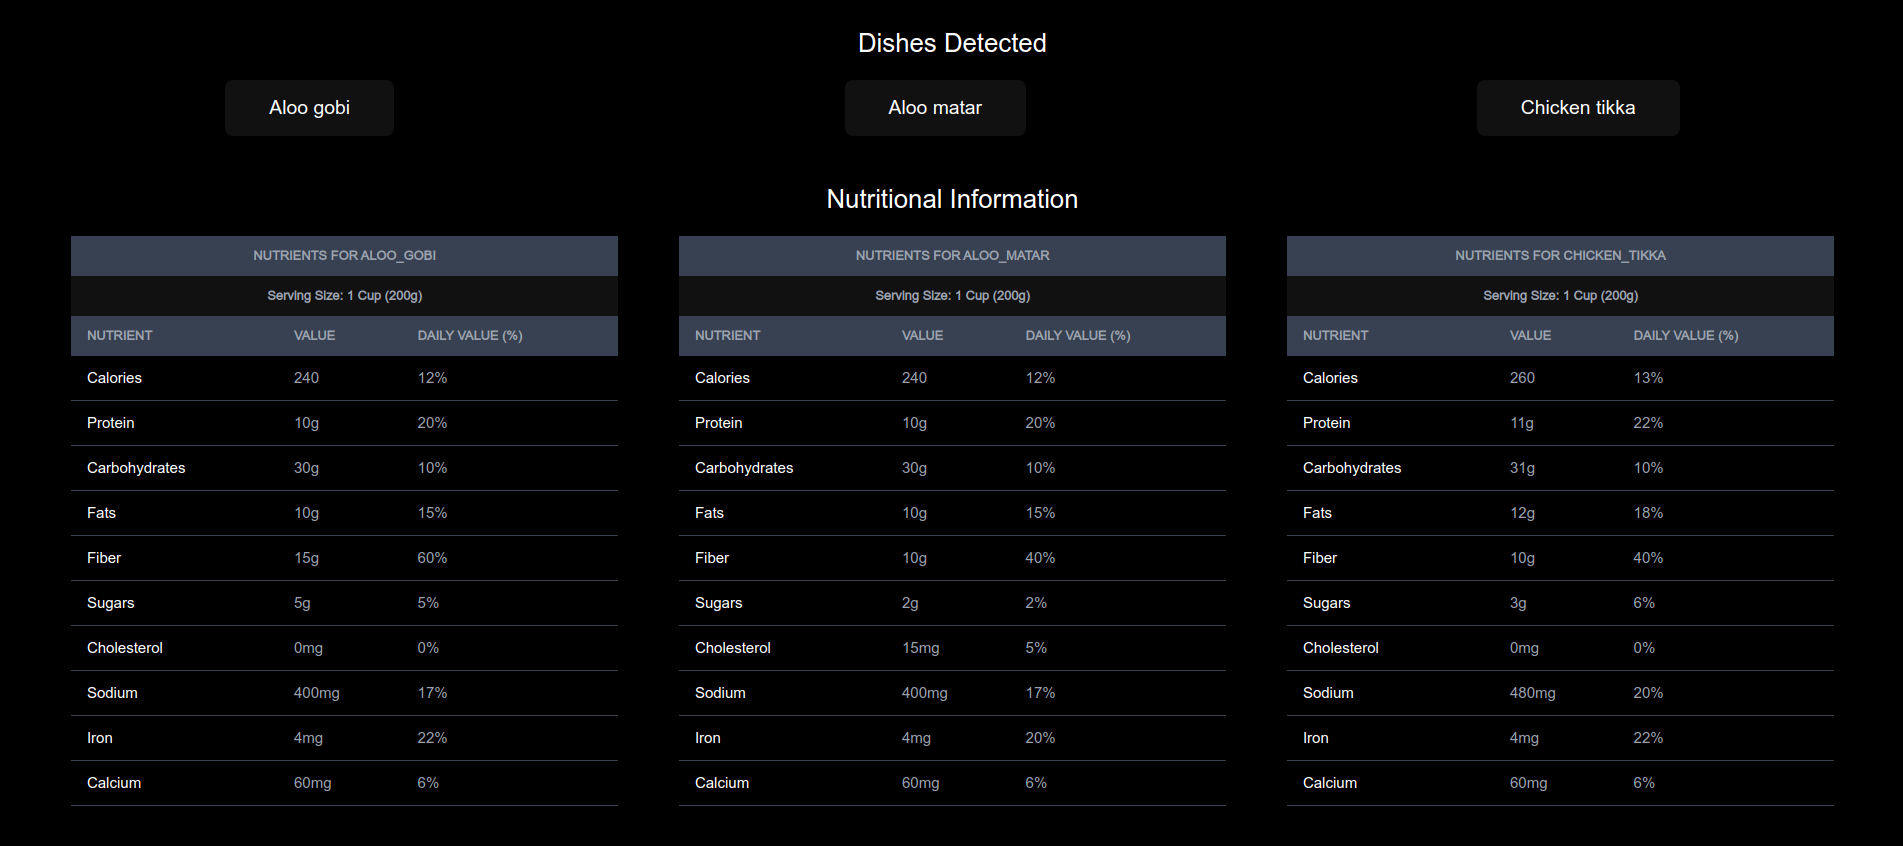 Dishes Detected
Aloo gobi
Aloo matar
Chicken tikka
Nutritional Information
NUTRIENTS FOR ALOO_GOBI
Serving Size: 1 Cup (200g)
NUTRIENT VALUE DAILY VALUE (%)
Calories 240 12%
Protein 10g 20%
Carbohydrates 30g 10%
Fats 10g 15%
Fiber 15g 60%
Sugars 5g 5%
Cholesterol 0mg 0%
Sodium 400mg 17%
Iron 4mg 22%
Calcium 60mg 6%
NUTRIENTS FOR ALOO_MATAR
Serving Size: 1 Cup (200g)
NUTRIENT VALUE DAILY VALUE (%)
Calories 240 12%
Protein 10g 20%
Carbohydrates 30g 10%
Fats 10g 15%
Fiber 10g 40%
Sugars 2g 2%
Cholesterol 15mg 5%
Sodium 400mg 17%
Iron 4mg 20%
Calcium 60mg 6%
NUTRIENTS FOR CHICKEN_TIKKA
Serving Size: 1 Cup (200g)
NUTRIENT VALUE DAILY VALUE (%)
Calories 260 13%
Protein 11g 22%
Carbohydrates 31g 10%
Fats 12g 18%
Fiber 10g 40%
Sugars 3g 6%
Cholesterol 0mg 0%
Sodium 480mg 20%
Iron 4mg 22%
Calcium 60mg 6%